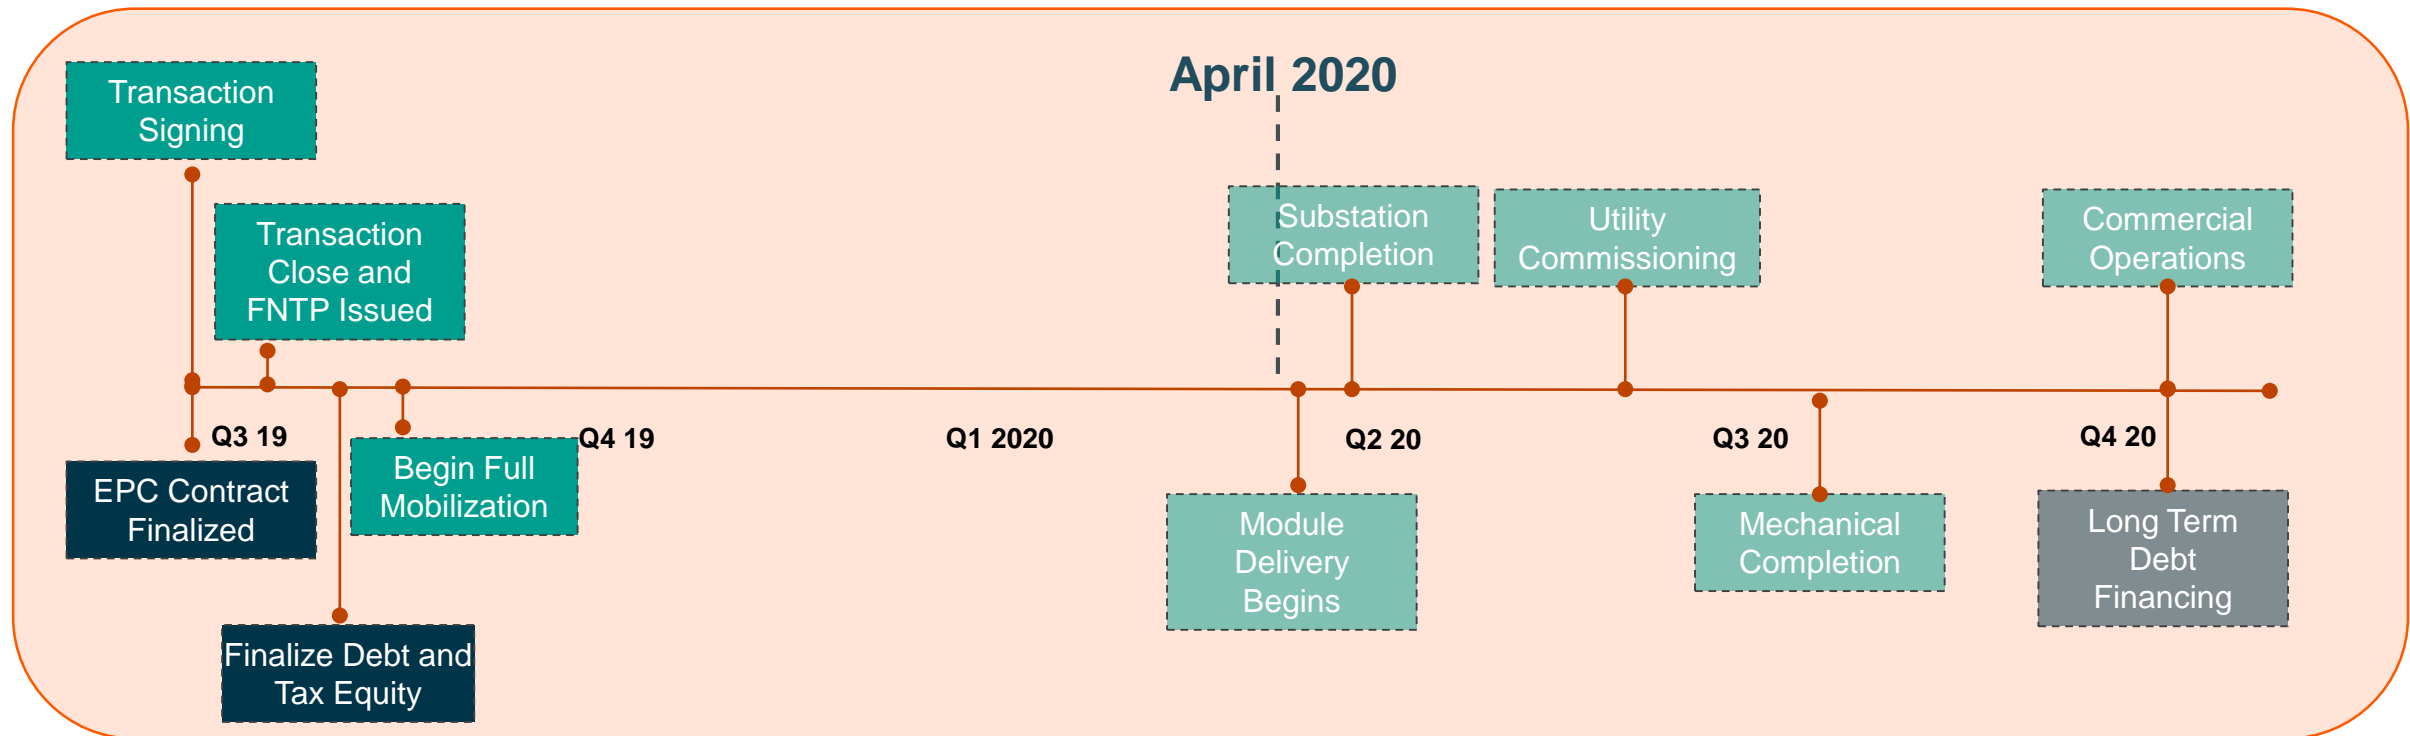 April 2020
Transaction
Signing
Transaction
Close and
FNTP Issued
Substation
Completion
Utility
Commissioning
Commercial
Operations
Q3 19
Q4 19
Q1 2020
Q2 20
Q3 20
Q4 20
EPC Contract
Finalized
Begin Full
Mobilization
Finalize Debt and
Tax Equity
Module
Delivery
Begins
Mechanical
Completion
Long Term
Debt
Financing